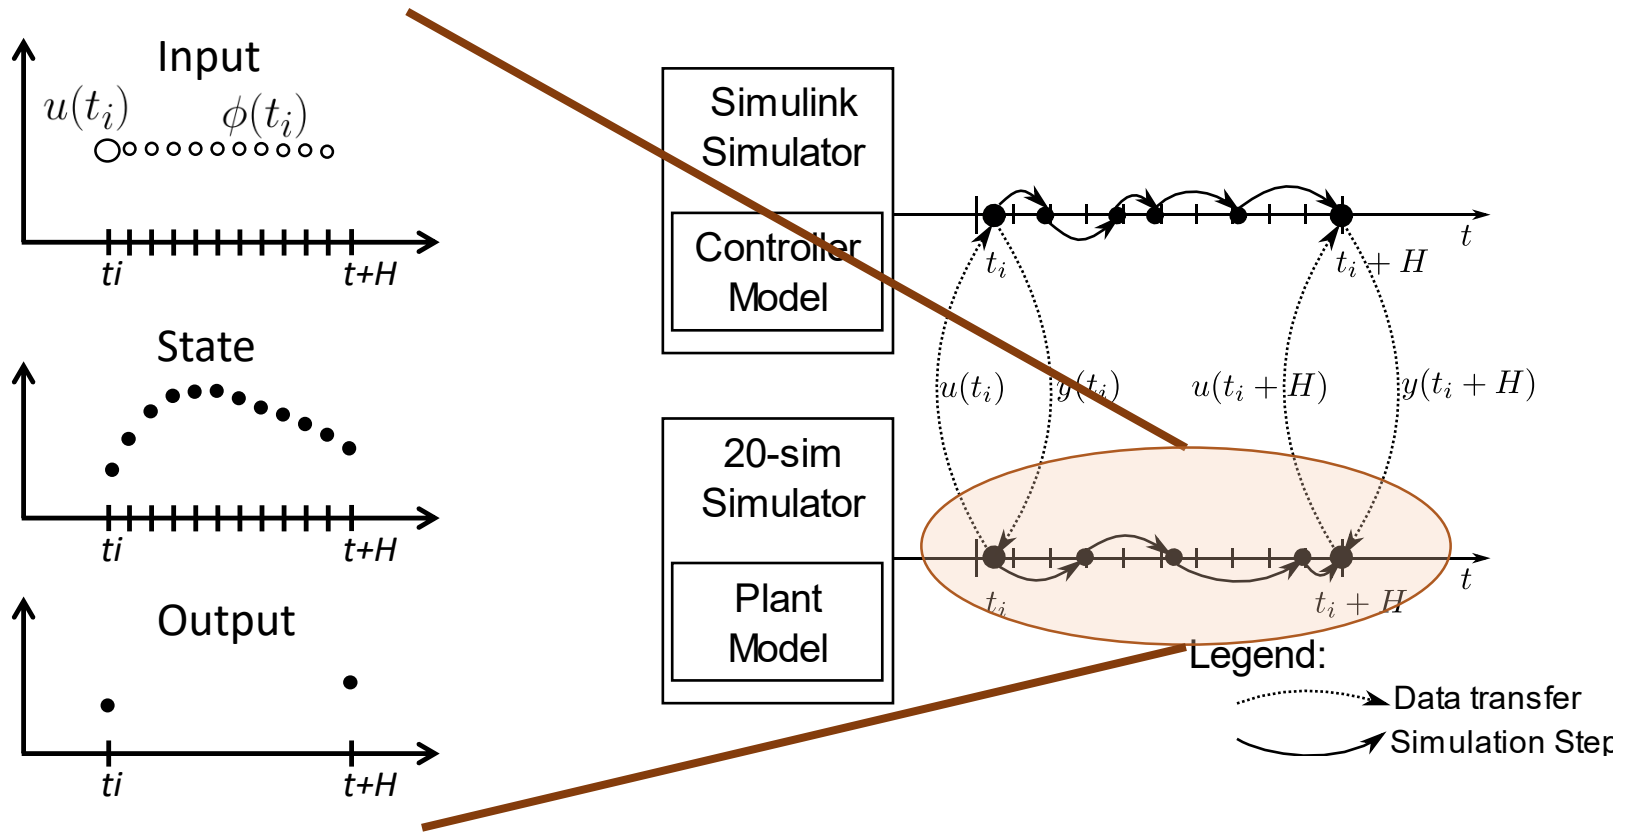 Input
u(t_i)
ϕ(t_i)
ti
t+H
State
ti
t+H
Output
ti
t+H
Simulink
Simulator
Controller
Model
t
t_i
t_i + H
u(t_i)
y(t_i)
u(t_i + H)
y(t_i + H)
20-sim
Simulator
Plant
Model
t
t_i
t_i + H
Legend:
Data transfer
Simulation Step